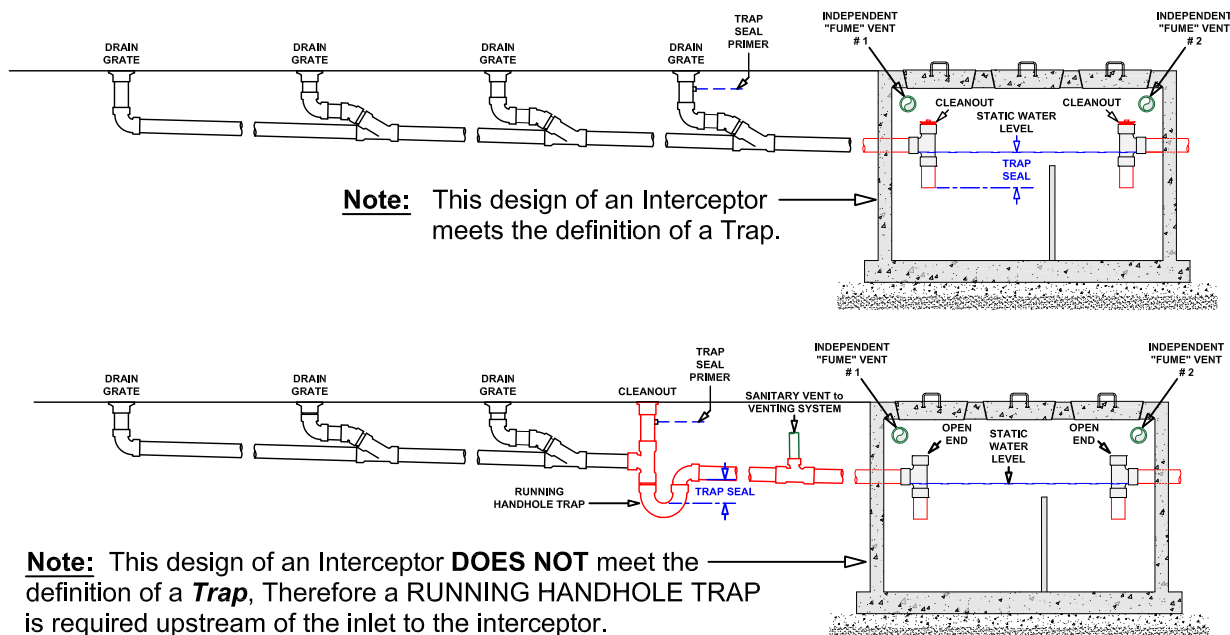 TRAP
SEAL
PRIMER
INDEPENDENT
"FUME" VENT
# 1
INDEPENDENT
"FUME" VENT
# 2
DRAIN
GRATE
DRAIN
GRATE
DRAIN
GRATE
DRAIN
GRATE
CLEANOUT
CLEANOUT
STATIC WATER
LEVEL
TRAP
SEAL
Note: This design of an Interceptor
meets the definition of a Trap.
TRAP
SEAL
PRIMER
INDEPENDENT
"FUME" VENT
# 1
INDEPENDENT
"FUME" VENT
# 2
DRAIN
GRATE
DRAIN
GRATE
DRAIN
GRATE
CLEANOUT
SANITARY VENT to
VENTING SYSTEM
OPEN
END
STATIC
WATER
LEVEL
OPEN
END
TRAP SEAL
RUNNING
HANDHOLE TRAP
Note: This design of an Interceptor DOES NOT meet the
definition of a Trap, Therefore a RUNNING HANDHOLE TRAP
is required upstream of the inlet to the interceptor.